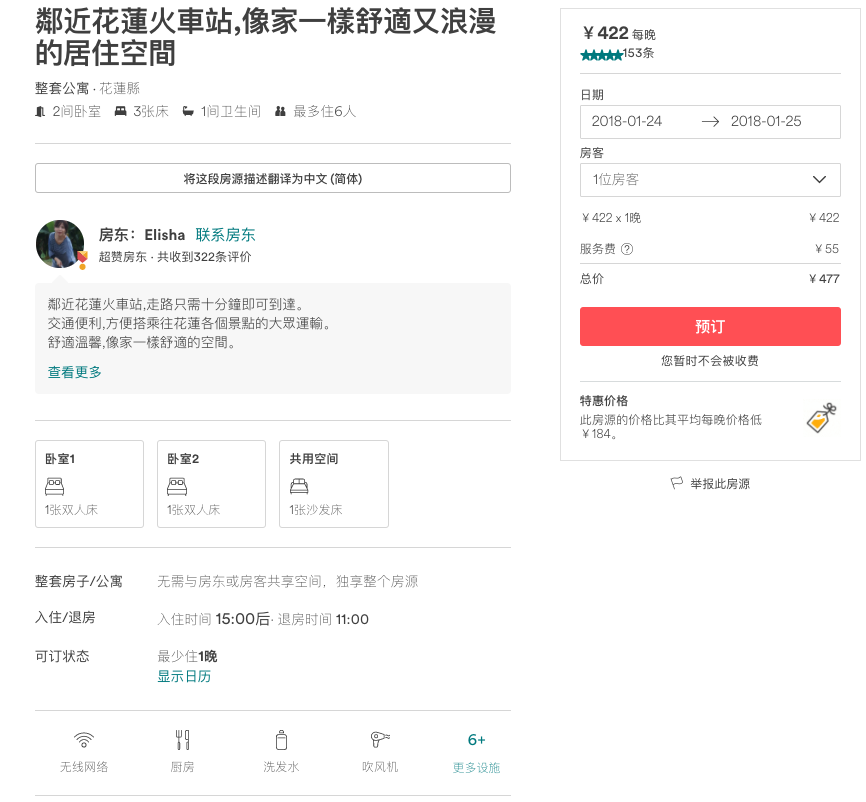 鄰近花蓮火車站,像家一樣舒適又浪漫
的居住空間
整套公寓 · 花蓮縣
2间卧室 3张床 1间卫生间 最多住6人
将这段房源描述翻译为中文 (简体)
房东： Elisha 联系房东
超赞房东 · 共收到322条评价
鄰近花蓮火車站,走路只需十分鐘即可到達。
交通便利,方便搭乘往花蓮各個景點的大眾運輸。
舒適溫馨,像家一樣舒適的空間。
查看更多
卧室1
1张双人床
卧室2
1张双人床
共用空间
1张沙发床
整套房子/公寓 无需与房东或房客共享空间，独享整个房源
入住/退房 入住时间 15:00后· 退房时间 11:00
可订状态 最少住1晚
显示日历
无线网络
厨房
洗发水
吹风机
6+
更多设施
￥422 每晚
153条
日期
2018-01-24 2018-01-25
房客
1位房客
￥422 x 1晚 ￥422
服务费 ? ￥55
总价 ￥477
预订
您暂时不会被收费
特惠价格
此房源的价格比其平均每晚价格低
￥184。
举报此房源